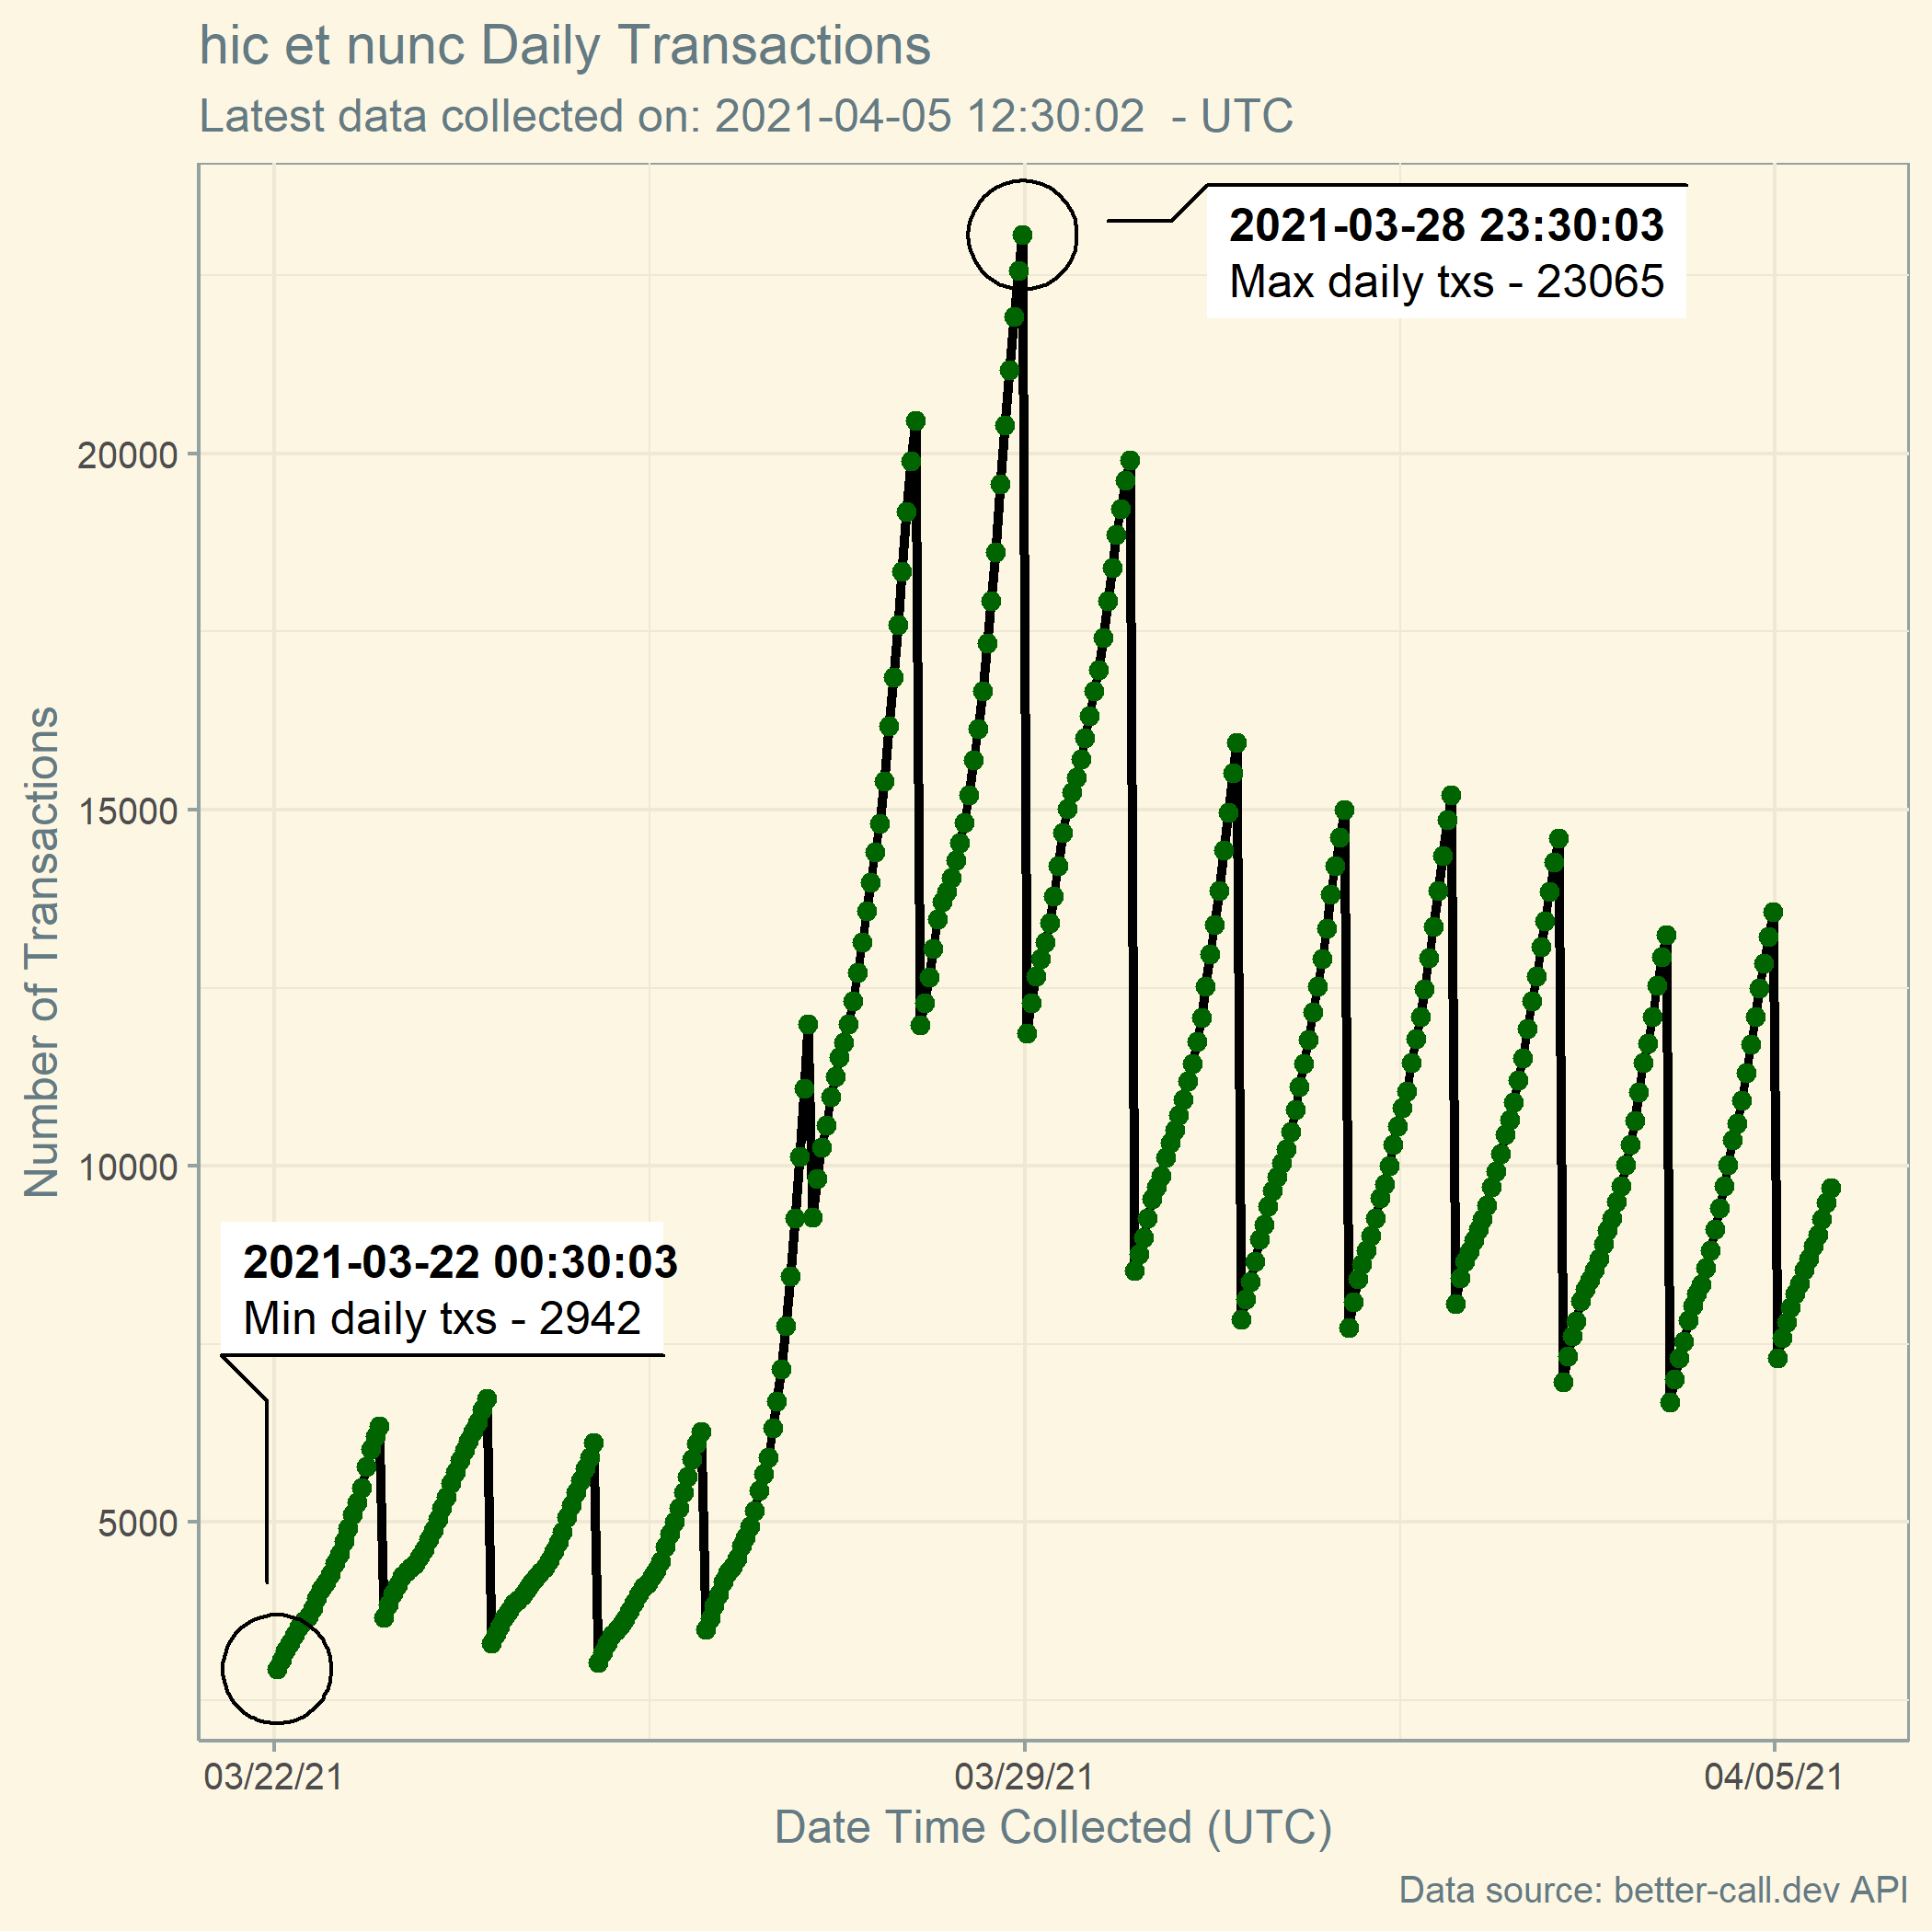 hic et nunc Daily Transactions
Latest data collected on: 2021-04-05 12:30:02  - UTC
2021-03-28 23:30:03
Max daily txs - 23065
20000
15000
10000
5000
Number of Transactions
2021-03-22 00:30:03
Min daily txs - 2942
03/22/21
03/29/21
04/05/21
Date Time Collected (UTC)
Data source: better-call.dev API